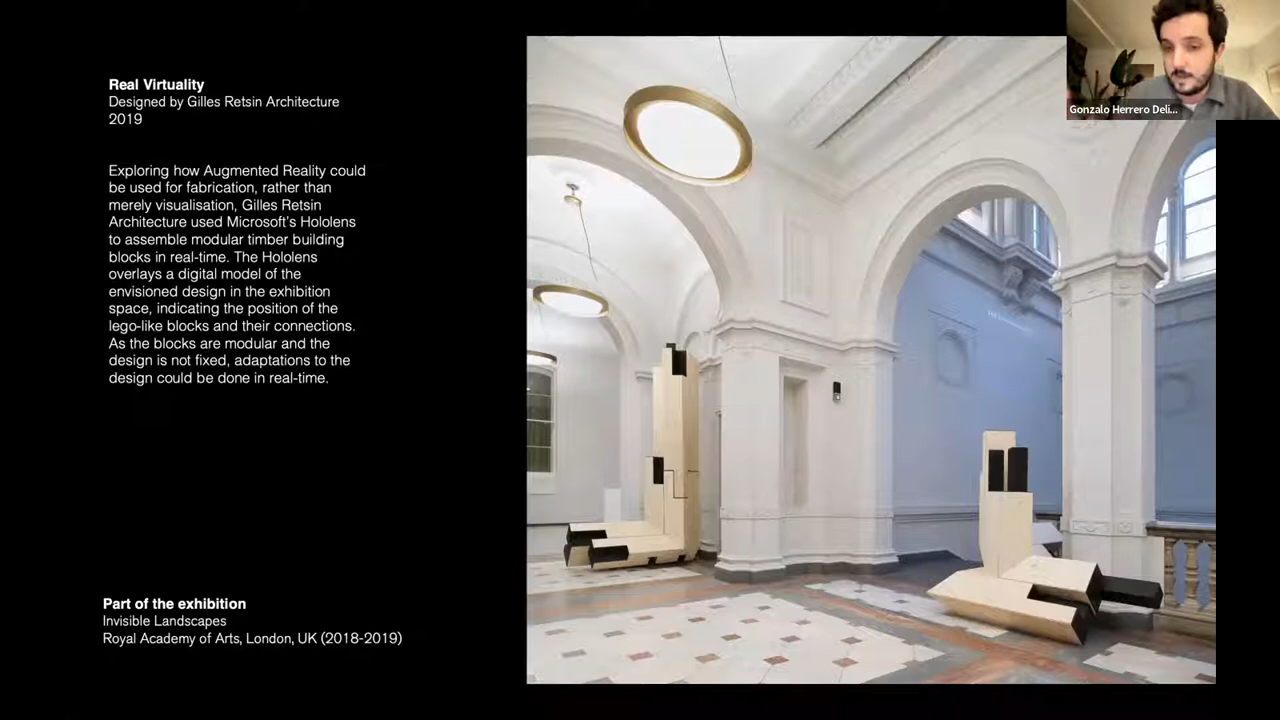 Real Virtuality
Designed by Gilles Retsin Architecture
2019
Exploring how Augmented Reality could
be used for fabrication, rather than
merely visualisation, Gilles Retsin
Architecture used Microsoft's Hololens
to assemble modular timber building
blocks in real-time. The Hololens
overlays a digital model of the
envisioned design in the exhibition
space, indicating the position of the
lego-like blocks and their connections.
As the blocks are modular and the
design is not fixed, adaptations to the
design could be done in real-time.
Part of the exhibition
Invisible Landscapes
Royal Academy of Arts, London, UK (2018-2019)
Gonzalo Herrero Deli...